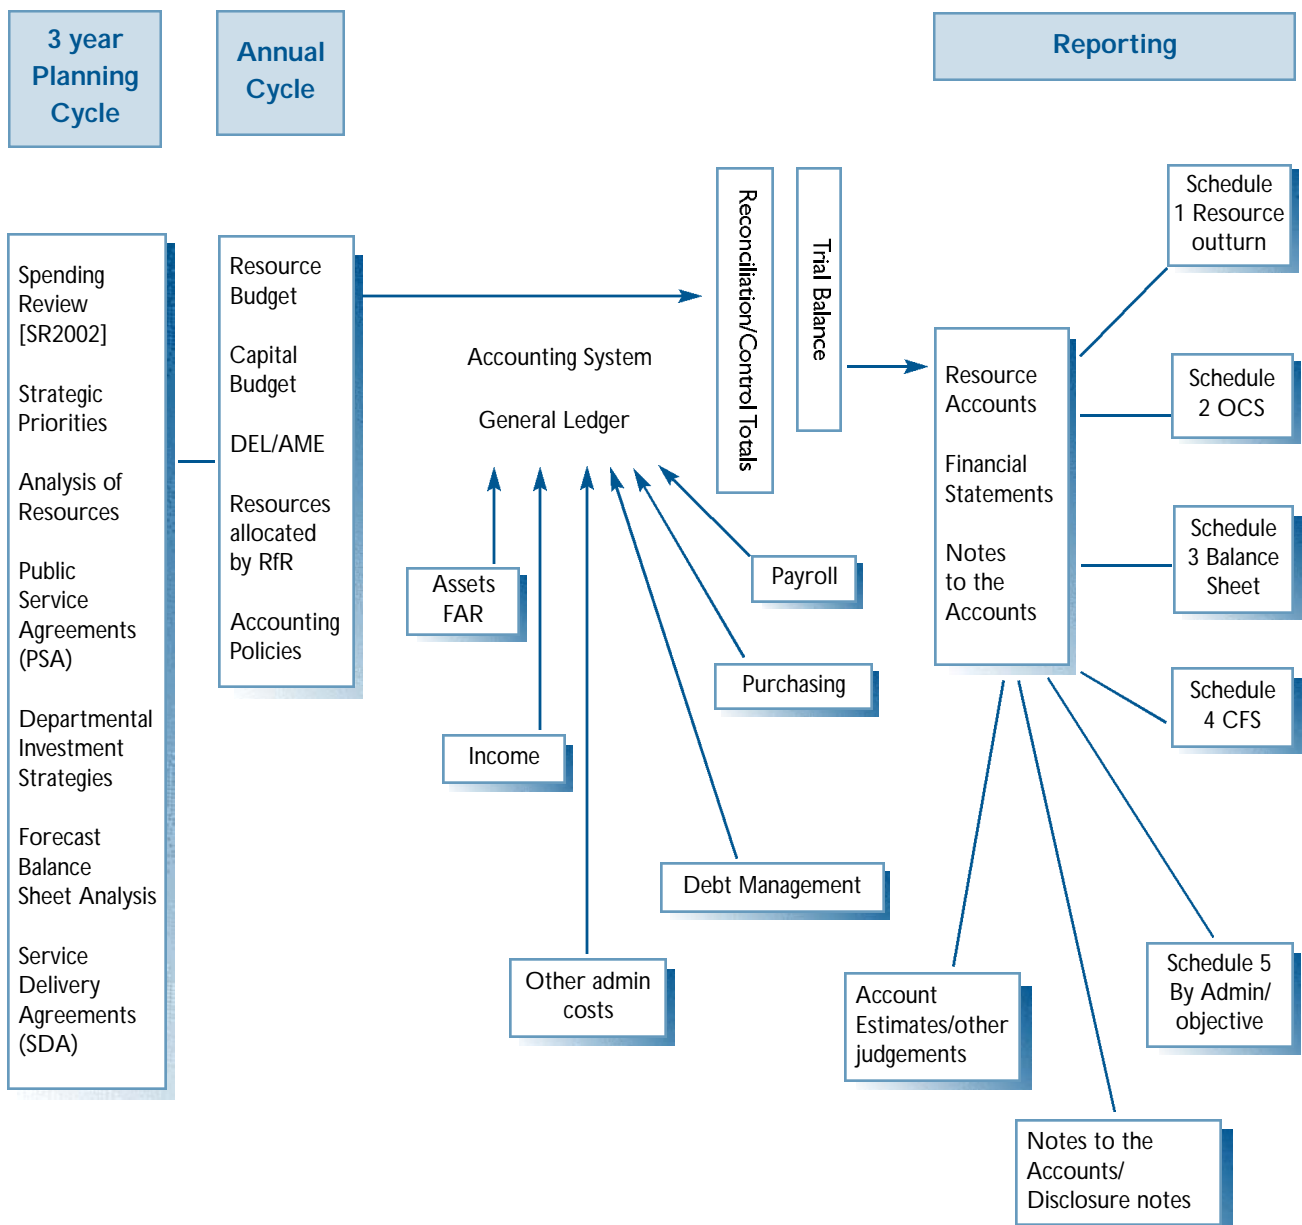 3 year
Planning
Cycle
Annual
Cycle
Reporting
Spending
Review
[SR2002]
Strategic
Priorities
Analysis of
Resources
Public
Service
Agreements
(PSA)
Departmental
Investment
Strategies
Forecast
Balance
Sheet Analysis
Service
Delivery
Agreements
(SDA)
Resource
Budget
Capital
Budget
DEL/AME
Resources
allocated
by RfR
Accounting
Policies
Accounting System
General Ledger
Assets
FAR
Income
Other admin
costs
Debt Management
Purchasing
Payroll
Reconciliation/Control Totals
Trial Balance
Resource
Accounts
Financial
Statements
Notes
to the
Accounts
Schedule
1 Resource
outturn
Schedule
2 OCS
Schedule
3 Balance
Sheet
Schedule
4 CFS
Schedule 5
By Admin/
objective
Account
Estimates/other
judgements
Notes to the
Accounts/
Disclosure notes